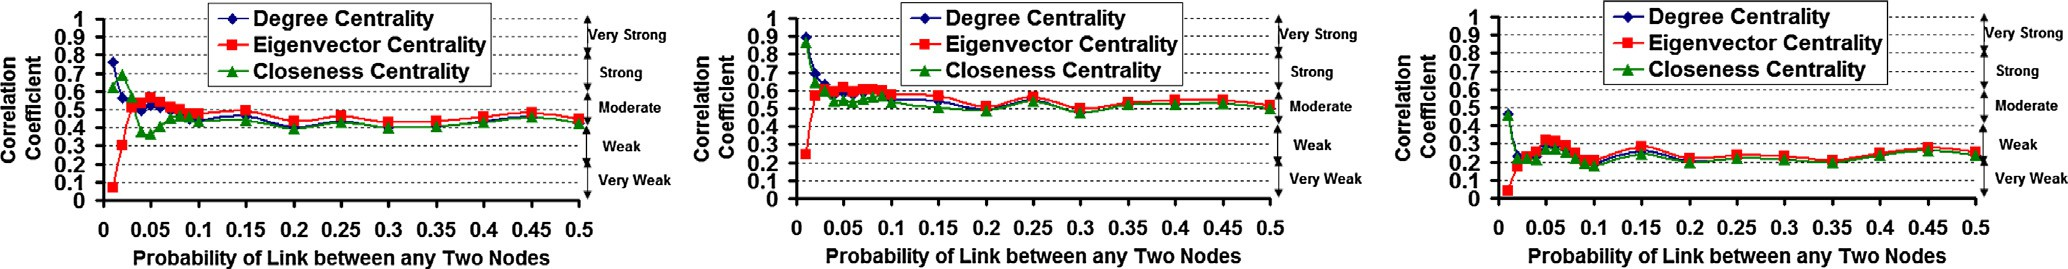 Correlation
Coefficient
1
0.9
0.8
0.7
0.6
0.5
0.4
0.3
0.2
0.1
0
Degree Centrality
Eigenvector Centrality
Closeness Centrality
Very Strong
Strong
Moderate
Weak
Very Weak
0 0.05 0.1 0.15 0.2 0.25 0.3 0.35 0.4 0.45 0.5
Probability of Link between any Two Nodes
Correlation
Coefficient
1
0.9
0.8
0.7
0.6
0.5
0.4
0.3
0.2
0.1
0
Degree Centrality
Eigenvector Centrality
Closeness Centrality
Very Strong
Strong
Moderate
Weak
Very Weak
0 0.05 0.1 0.15 0.2 0.25 0.3 0.35 0.4 0.45 0.5
Probability of Link between any Two Nodes
Correlation
Coefficient
1
0.9
0.8
0.7
0.6
0.5
0.4
0.3
0.2
0.1
0
Degree Centrality
Eigenvector Centrality
Closeness Centrality
Very Strong
Strong
Moderate
Weak
Very Weak
0 0.05 0.1 0.15 0.2 0.25 0.3 0.35 0.4 0.45 0.5
Probability of Link between any Two Nodes